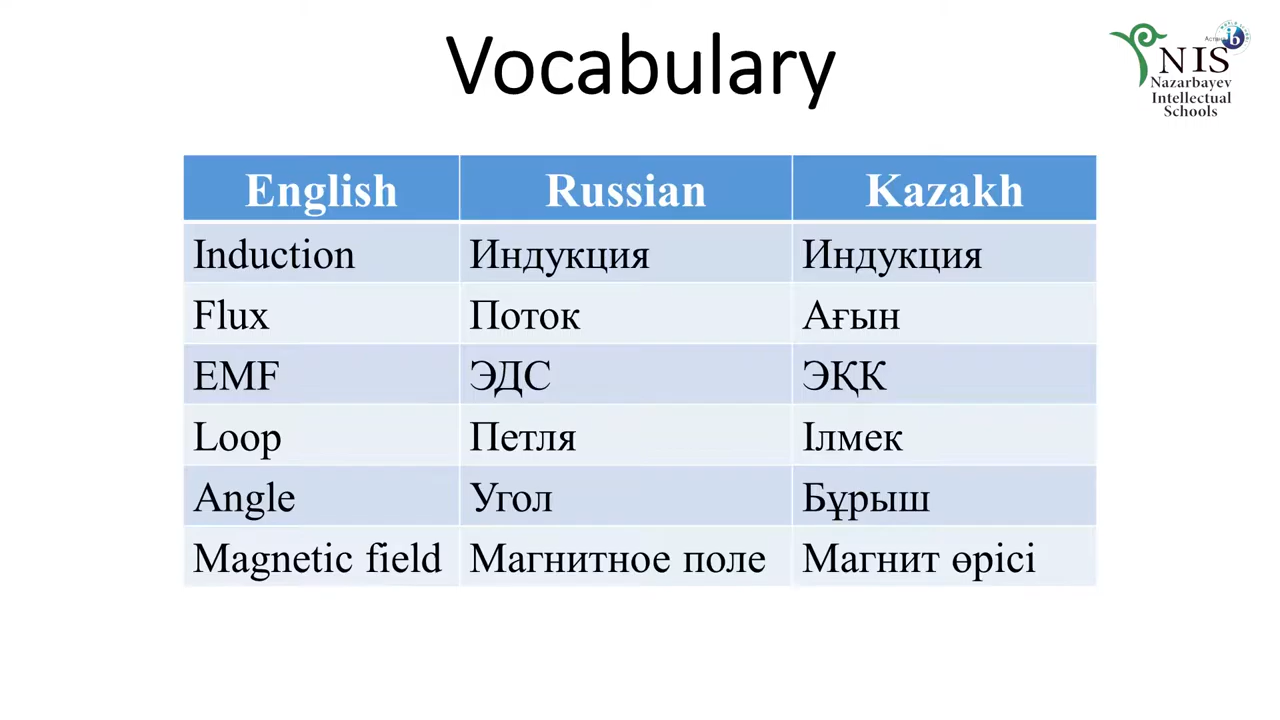 Vocabulary
NIS
Nazarbayev
Intellectual
Schools
English Russian Kazakh
Induction Индукция Индукция
Flux Поток Ағын
EMF ЭДС ЭҚК
Loop Петля Ілмек
Angle Угол Бұрыш
Magnetic field Магнитное поле Магнит өрісі